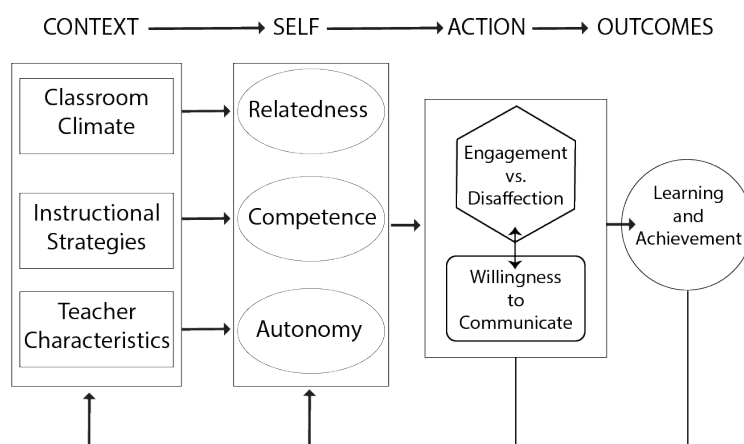 CONTEXT SELF ACTION OUTCOMES
Classroom
Climate
Instructional
Strategies
Teacher
Characteristics
Relatedness
Competence
Autonomy
Engagement
vs.
Disaffection
Willingness
to
Communicate
Learning
and
Achievement